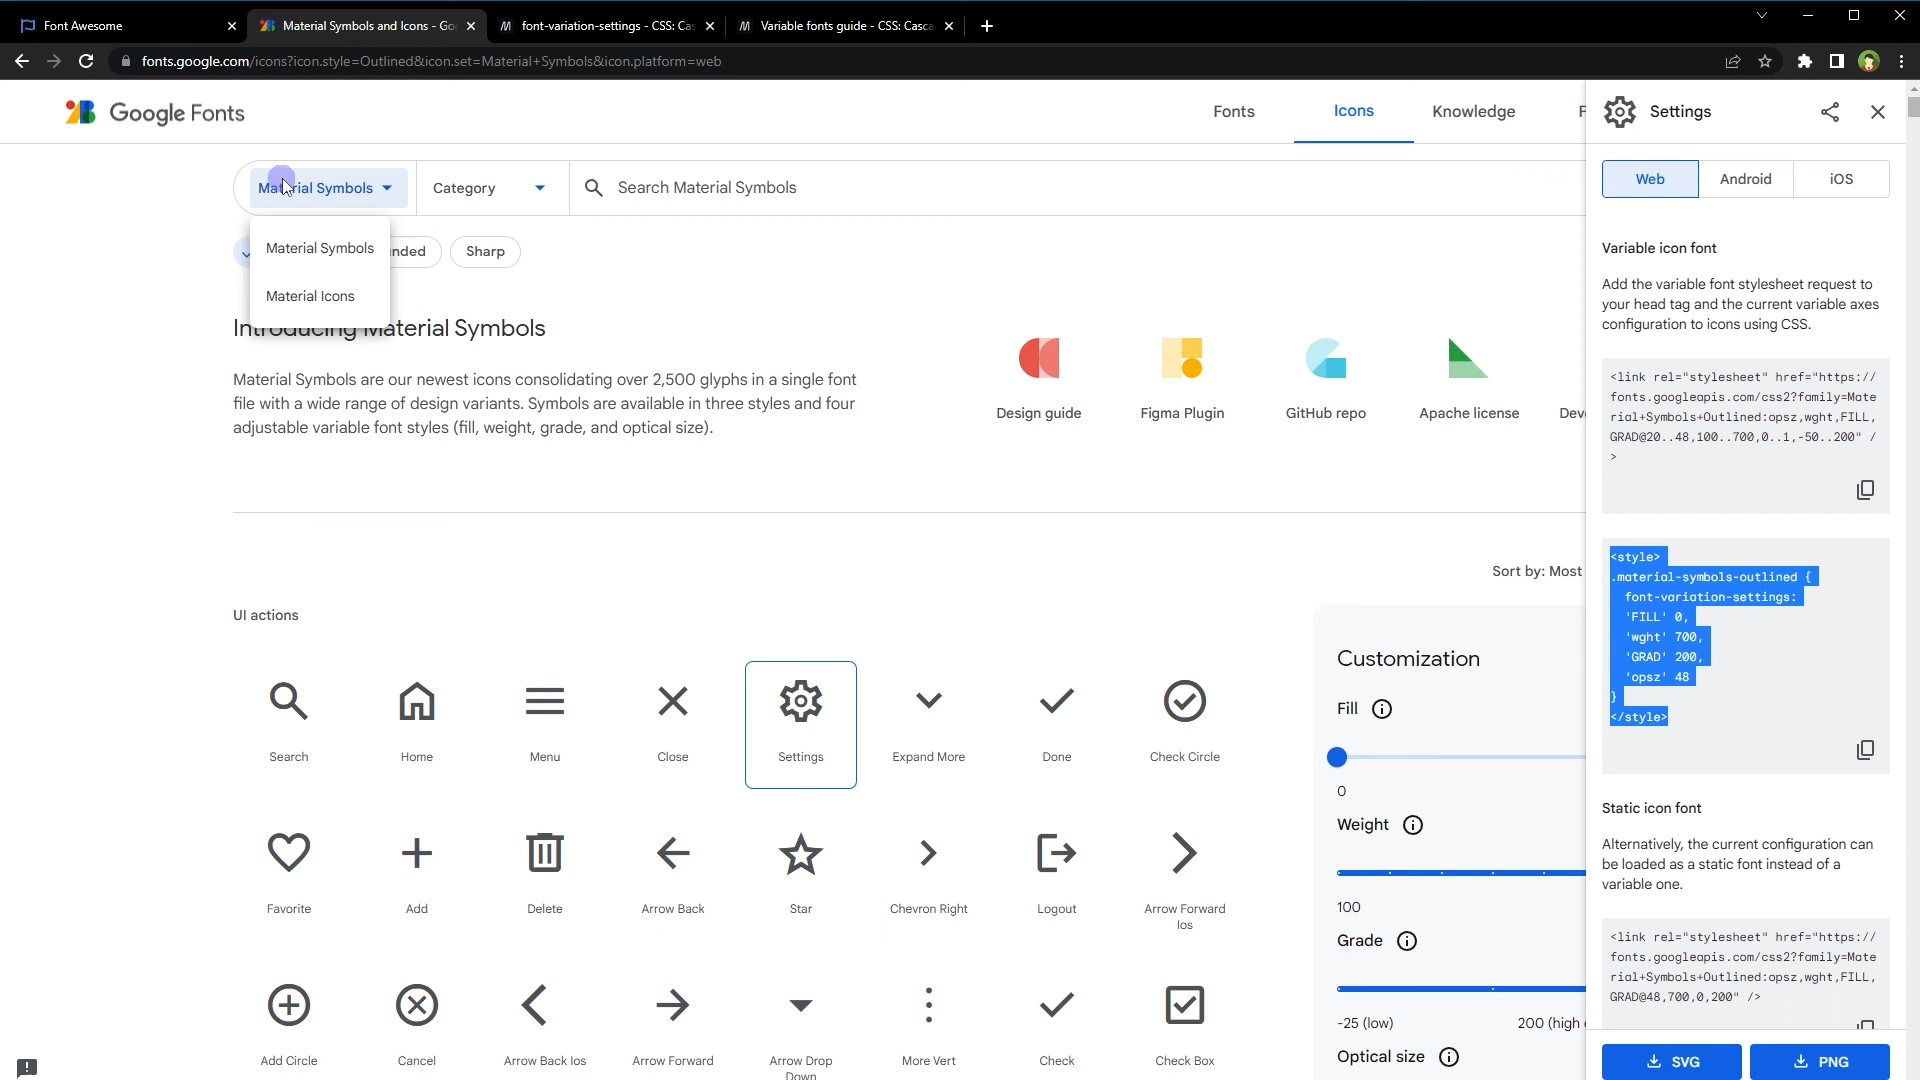 Font Awesome
Material Symbols and Icons - Go
font-variation-settings - CSS: Cas
Variable fonts guide - CSS: Casca
fonts.google.com/icons?icon.style=Outlined&icon.set=Material+Symbols&icon.platform=web
Google Fonts
Fonts
Icons
Knowledge
F
Settings
Material Symbols
Category
Search Material Symbols
Web
Android
iOS
Material Symbols
Material Icons
nded
Sharp
Introducing Material Symbols
Material Symbols are our newest icons consolidating over 2,500 glyphs in a single font
file with a wide range of design variants. Symbols are available in three styles and four
adjustable variable font styles (fill, weight, grade, and optical size).
Design guide
Figma Plugin
GitHub repo
Apache license
Deve
Sort by: Most
UI actions
Search
Home
Menu
Close
Settings
Expand More
Done
Check Circle
Favorite
Add
Delete
Arrow Back
Star
Chevron Right
Logout
Arrow Forward
Ios
Add Circle
Cancel
Arrow Back Ios
Arrow Forward
Arrow Drop
Down
More Vert
Check
Check Box
Customization
Fill
0
Weight
100
Grade
-25 (low)
200 (high
Optical size
Variable icon font
Add the variable font stylesheet request to
your head tag and the current variable axes
configuration to icons using CSS.
<link rel="stylesheet" href="https://
fonts.googleapis.com/css2?family=Mate
rial+Symbols+Outlined:opsz,wght,FILL,
GRAD@20..48,100..700,0..1,-50..200" /
>
<style>
.material-symbols-outlined {
font-variation-settings:
'FILL' 0,
'wght' 700,
'GRAD' 200,
'opsz' 48
}
</style>
Static icon font
Alternatively, the current configuration can
be loaded as a static font instead of a
variable one.
<link rel="stylesheet" href="https://
fonts.googleapis.com/css2?family=Mate
rial+Symbols+Outlined:opsz,wght,FILL,
GRAD@48,700,0,200" />
SVG
PNG